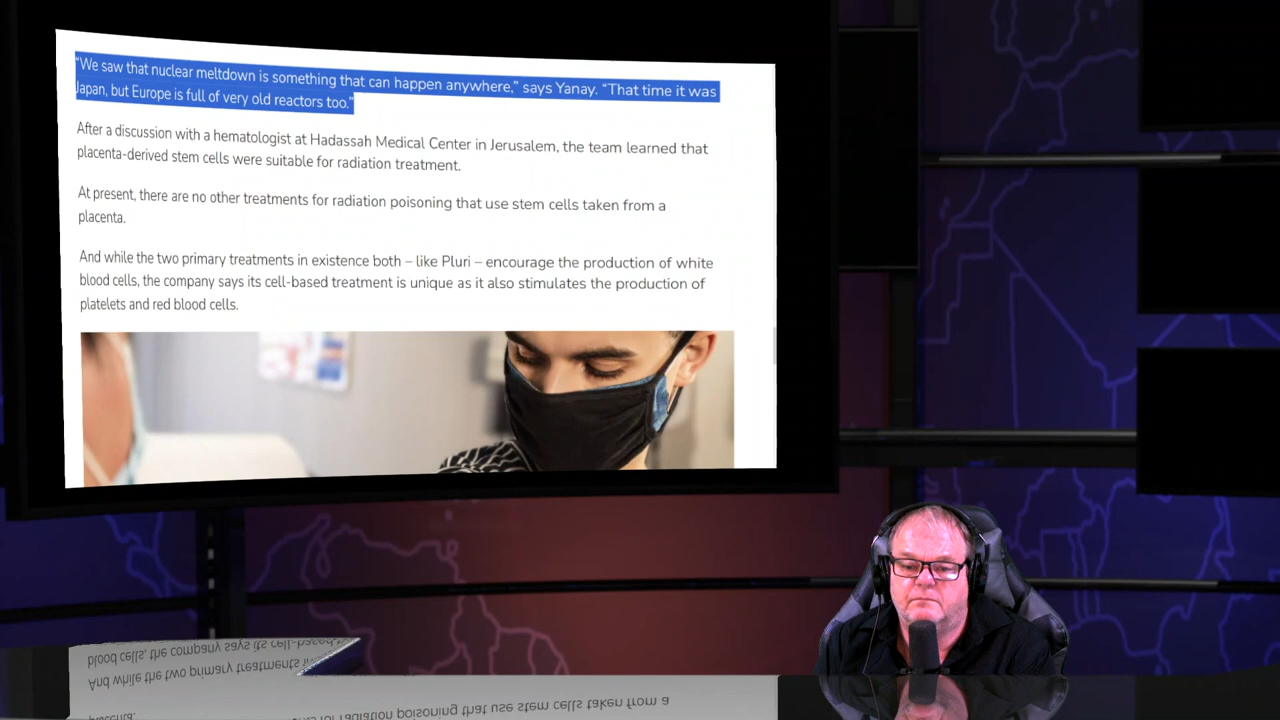 “We saw that nuclear meltdown is something that can happen anywhere,” says Yanay. “That time it was
Japan, but Europe is full of very old reactors too.”
After a discussion with a hematologist at Hadassah Medical Center in Jerusalem, the team learned that
placenta-derived stem cells were suitable for radiation treatment.
At present, there are no other treatments for radiation poisoning that use stem cells taken from a
placenta.
And while the two primary treatments in existence both – like Pluri – encourage the production of white
blood cells, the company says its cell-based treatment is unique as it also stimulates the production of
platelets and red blood cells.